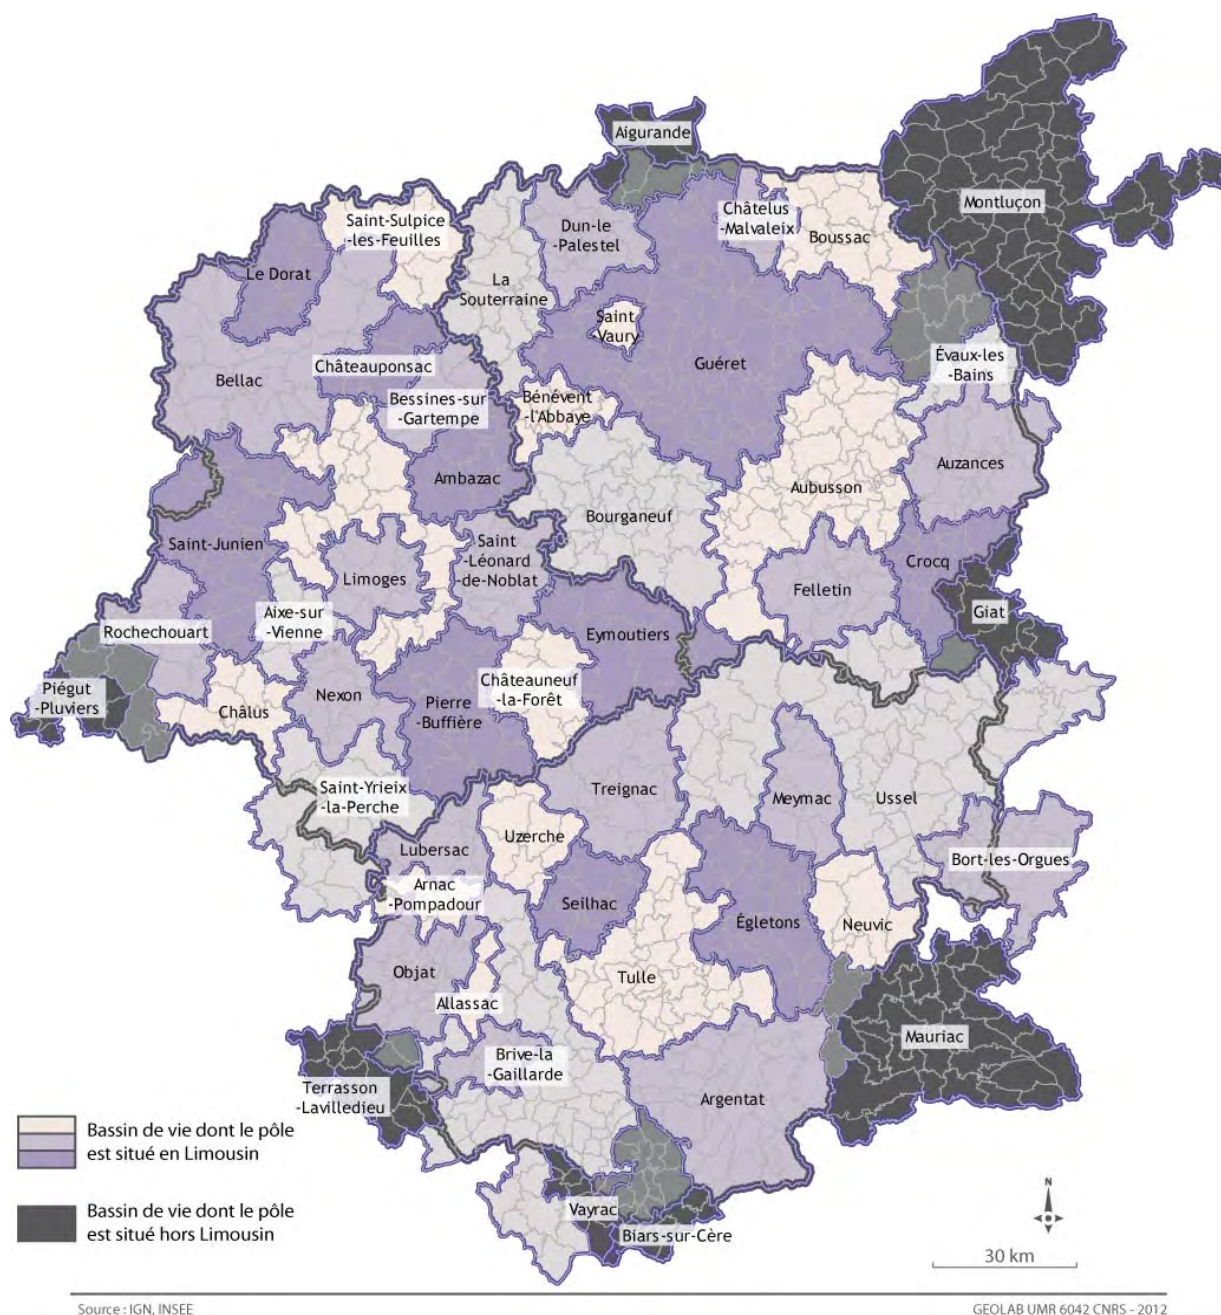 Aigurande
Montluçon
Saint-Sulpice
-les-Feuilles
Dun-le
-Palestel
Châtelus
-Malvaleix
Boussac
Le Dorat
La
Souterraine
Saint
-Vaury
Guéret
Évaux-les
-Bains
Châteauponsac
Bellac
Bessines-sur
-Gartempe
Bénévent
-l'Abbaye
Auzances
Ambazac
Aubusson
Bourganeuf
Saint-Junien
Saint
-Léonard
-de-Noblat
Limoges
Crocq
Felletin
Aixe-sur
-Vienne
Giat
Rochechouart
Eymoutiers
Piégut
-Pluviers
Nexon
Châteauneuf
-la-Forêt
Pierre
-Buffière
Châlus
Saint-Yrieix
-la-Perche
Treignac
Meymac
Ussel
Uzerche
Lubersac
Bort-les-Orgues
Arnac
-Pompadour
Seilhac
Égletons
Neuvic
Objat
Tulle
Allassac
Mauriac
Brive-la
-Gaillarde
Terrasson
-Lavilledieu
Argentat
Vayrac
Biars-sur-Cère
Bassin de vie dont le pôle
est situé en Limousin
Bassin de vie dont le pôle
est situé hors Limousin
N
30 km
Source : IGN, INSEE
GEOLAB UMR 6042 CNRS - 2012